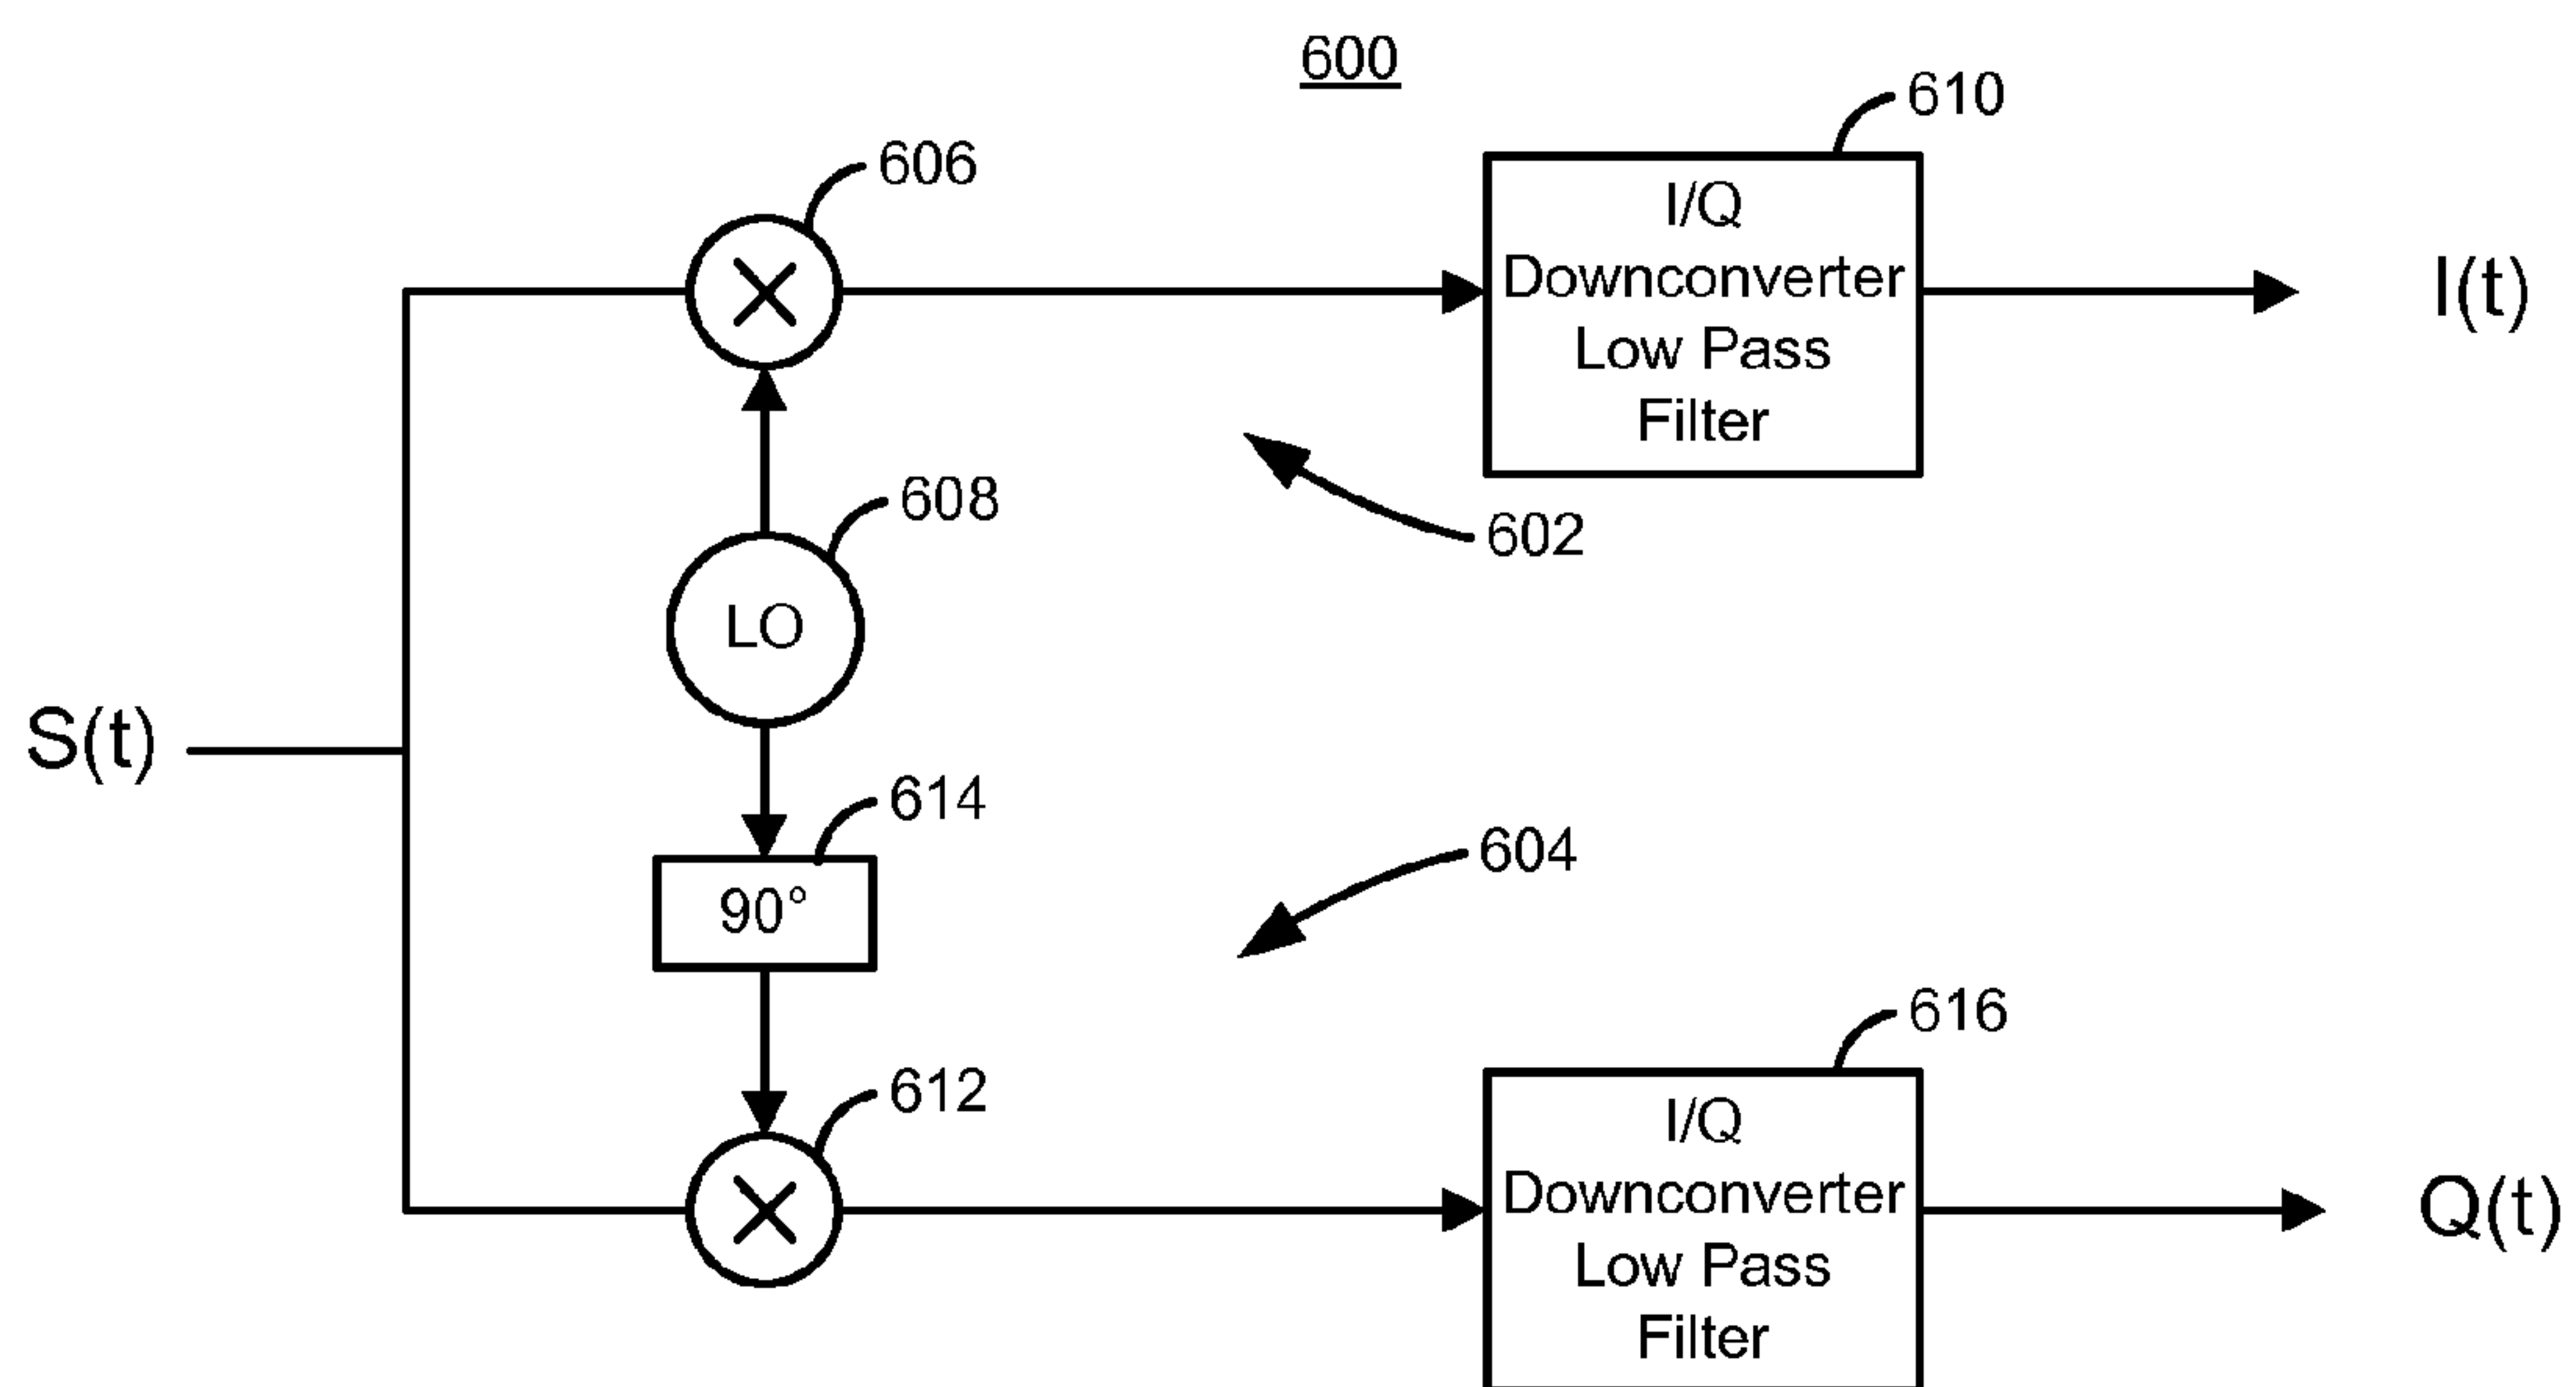 600
610
606
I/Q
Downconverter
Low Pass
Filter
I(t)
608
602
LO
S(t)
614
604
90°
616
612
I/Q
Downconverter
Low Pass
Filter
Q(t)